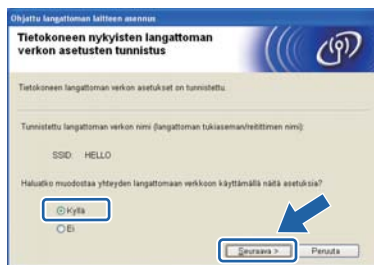 Ohjattu langattoman laitteen asennus
Tietokoneen nykyisten langattoman
verkon asetusten tunnistus
Tietokoneen langattoman verkon asetukset on tunnistettu.
Tunnistettu langattoman verkon nimi (langattoman tukiaseman/reitittimen nimi):
SSID: HELLO
Haluatko muodostaa yhteyden langattomaan verkkoon käyttämällä näitä asetuksia?
Kyllä
Ei
Seuraava > Peruuta